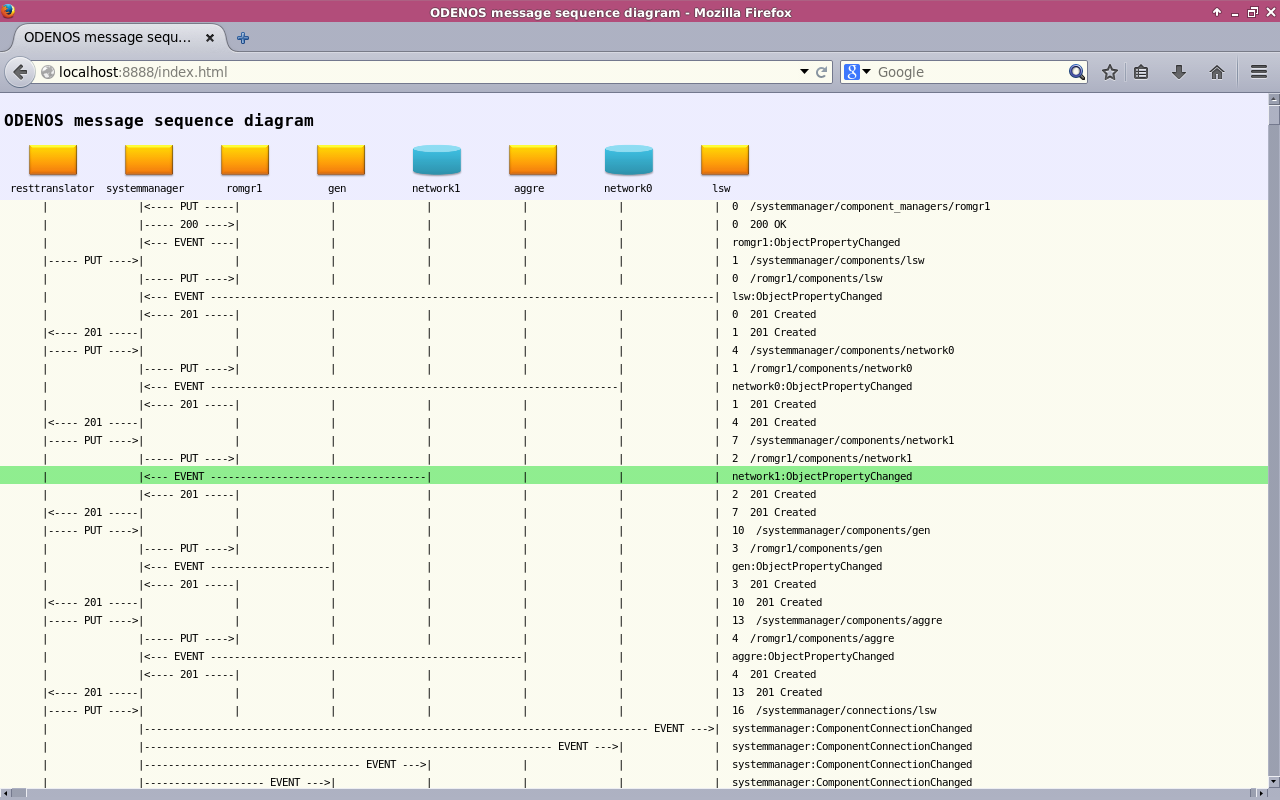 ODENOS message sequence diagram - Mozilla Firefox
ODENOS message sequ...
localhost:8888/index.html
Google
ODENOS message sequence diagram
resttranslator systemmanager romgr1 gen network1 aggre network0 lsw
| |<--- PUT -----| | | | | | 0 /systemmanager/component_managers/romgr1
| |----- 200 ---->| | | | | | 0 200 OK
| |<--- EVENT ----| | | | | | romgr1:ObjectPropertyChanged
|----- PUT ---->| | | | | | | 1 /systemmanager/components/lsw
| |----- PUT ---->| | | | | | 0 /romgr1/components/lsw
| |<--- EVENT ------------------------------------------------------------------------------------| lsw:ObjectPropertyChanged
| |<---- 201 -----| | | | | | 0 201 Created
|<---- 201 -----| | | | | | | 1 201 Created
|----- PUT ---->| | | | | | | 4 /systemmanager/components/network0
| |----- PUT ---->| | | | | | 1 /romgr1/components/network0
| |<--- EVENT --------------------------------------------------------------------| | network0:ObjectPropertyChanged
| |<---- 201 -----| | | | | | 1 201 Created
|<---- 201 -----| | | | | | | 4 201 Created
|----- PUT ---->| | | | | | | 7 /systemmanager/components/network1
| |----- PUT ---->| | | | | | 2 /romgr1/components/network1
| |<--- EVENT ------------------------------------| | | | network1:ObjectPropertyChanged
| |<---- 201 -----| | | | | | 2 201 Created
|<---- 201 -----| | | | | | | 7 201 Created
|----- PUT ---->| | | | | | | 10 /systemmanager/components/gen
| |----- PUT ---->| | | | | | 3 /romgr1/components/gen
| |<--- EVENT --------------------| | | | | gen:ObjectPropertyChanged
| |<---- 201 -----| | | | | | 3 201 Created
|<---- 201 -----| | | | | | | 10 201 Created
|----- PUT ---->| | | | | | | 13 /systemmanager/components/aggre
| |----- PUT ---->| | | | | | 4 /romgr1/components/aggre
| |<--- EVENT ----------------------------------------------------| | | aggre:ObjectPropertyChanged
| |<---- 201 -----| | | | | | 4 201 Created
|<---- 201 -----| | | | | | | 13 201 Created
|----- PUT ---->| | | | | | | 16 /systemmanager/connections/lsw
| |------------------------------------------------------------------------------------ EVENT --->| systemmanager:ComponentConnectionChanged
| |-------------------------------------------------------------------- EVENT --->| | systemmanager:ComponentConnectionChanged
| |------------------------------------ EVENT --->| | | | systemmanager:ComponentConnectionChanged
| |-------------------- EVENT --->| | | | | systemmanager:ComponentConnectionChanged